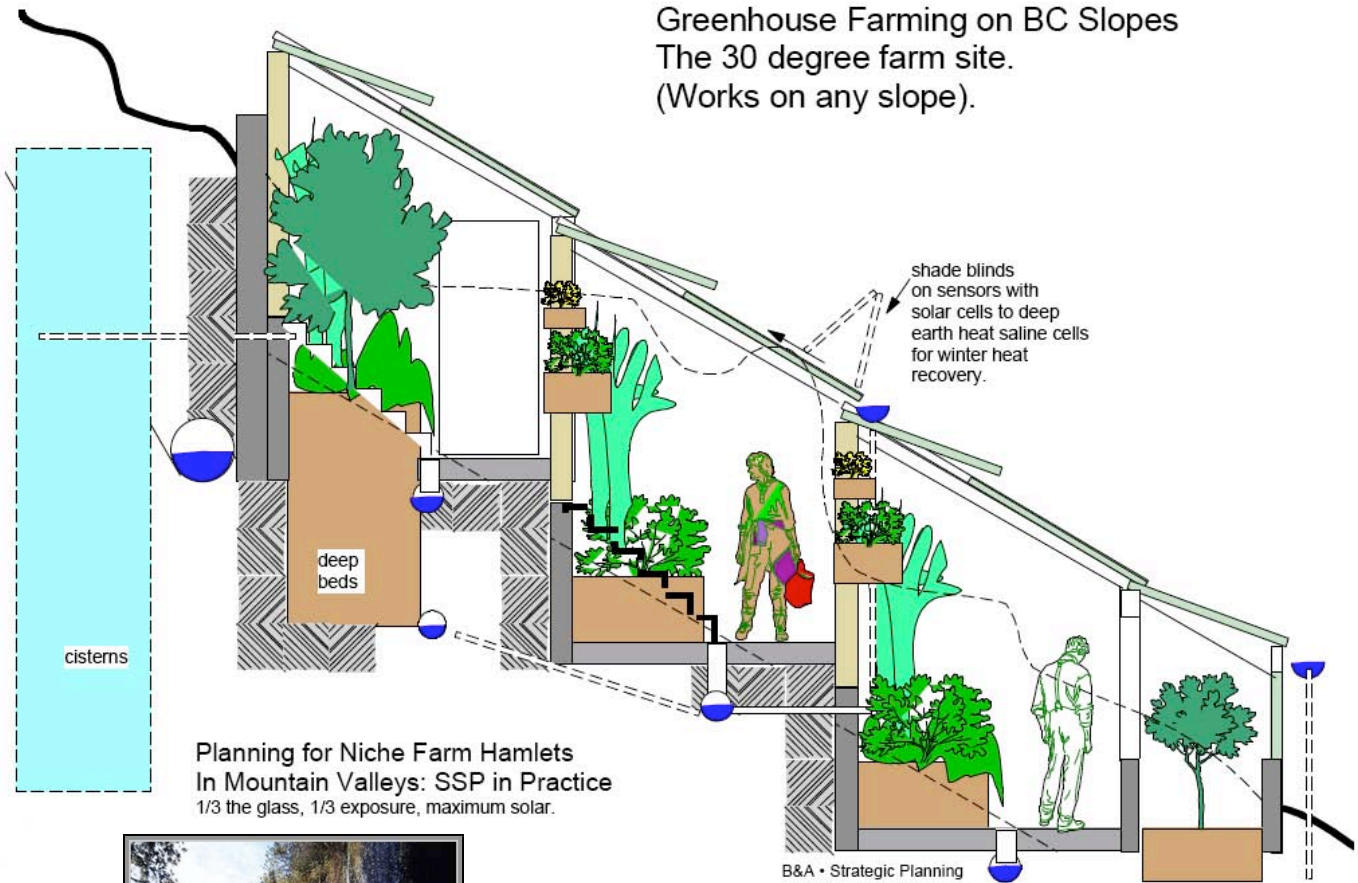 Greenhouse Farming on BC Slopes
The 30 degree farm site.
(Works on any slope).
shade blinds
on sensors with
solar cells to deep
earth heat saline cells
for winter heat
recovery.
deep
beds
cisterns
Planning for Niche Farm Hamlets
In Mountain Valleys: SSP in Practice
1/3 the glass, 1/3 exposure, maximum solar.
B&A • Strategic Planning